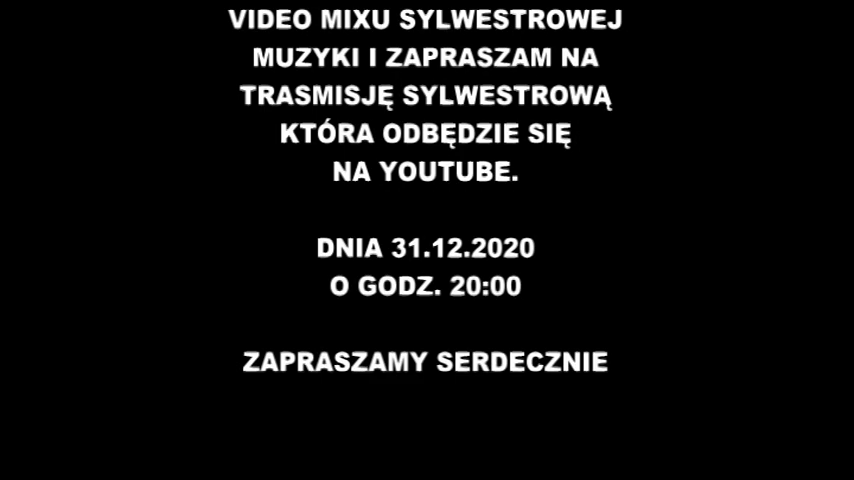 VIDEO MIXU SYLWESTROWEJ
MUZYKI I ZAPRASZAM NA
TRASMISJĘ SYLWESTROWĄ
KTÓRA ODBĘDZIE SIĘ
NA YOUTUBE.
DNIA 31.12.2020
O GODZ. 20:00
ZAPRASZAMY SERDECZNIE